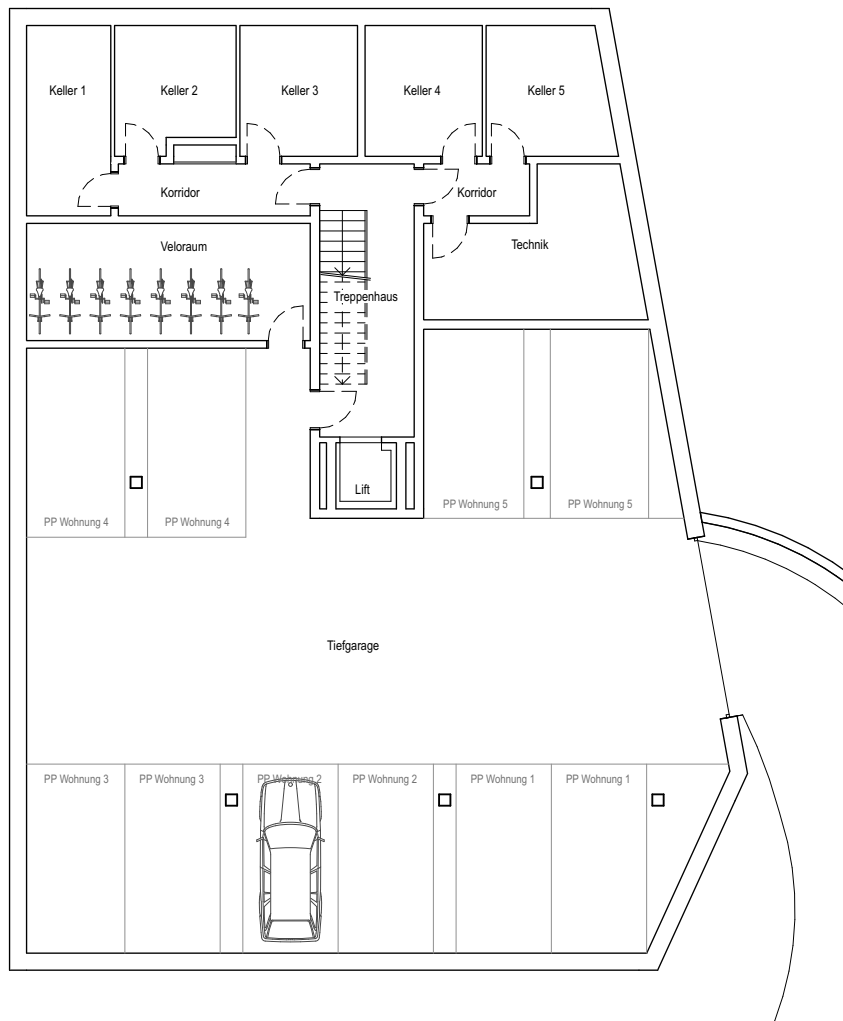 Keller 1
Keller 2
Keller 3
Keller 4
Keller 5
Korridor
Korridor
Veloraum
Technik
Treppenhaus
Lift
PP Wohnung 4
PP Wohnung 4
PP Wohnung 5
PP Wohnung 5
Tiefgarage
PP Wohnung 3
PP Wohnung 3
PP Wohnung 2
PP Wohnung 2
PP Wohnung 1
PP Wohnung 1